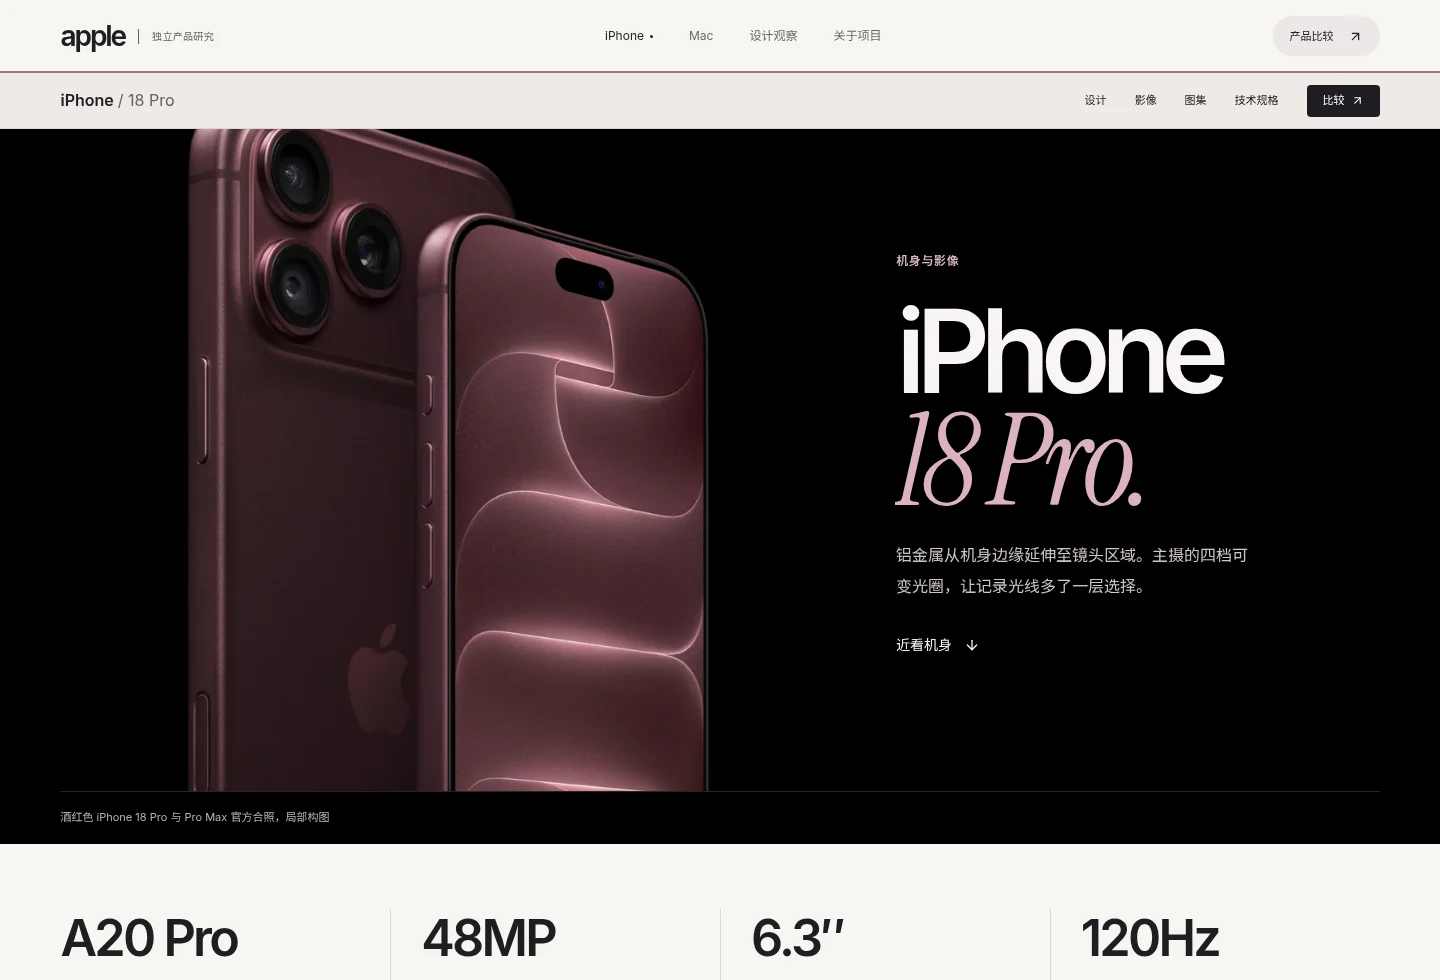 apple
独立产品研究
iPhone •
Mac
设计观察
关于项目
产品比较
iPhone / 18 Pro
设计
影像
图集
技术规格
比较
机身与影像
iPhone
18 Pro.
铝金属从机身边缘延伸至镜头区域。主摄的四档可
变光圈，让记录光线多了一层选择。
近看机身
酒红色 iPhone 18 Pro 与 Pro Max 官方合照，局部构图
A20 Pro
48MP
6.3″
120Hz